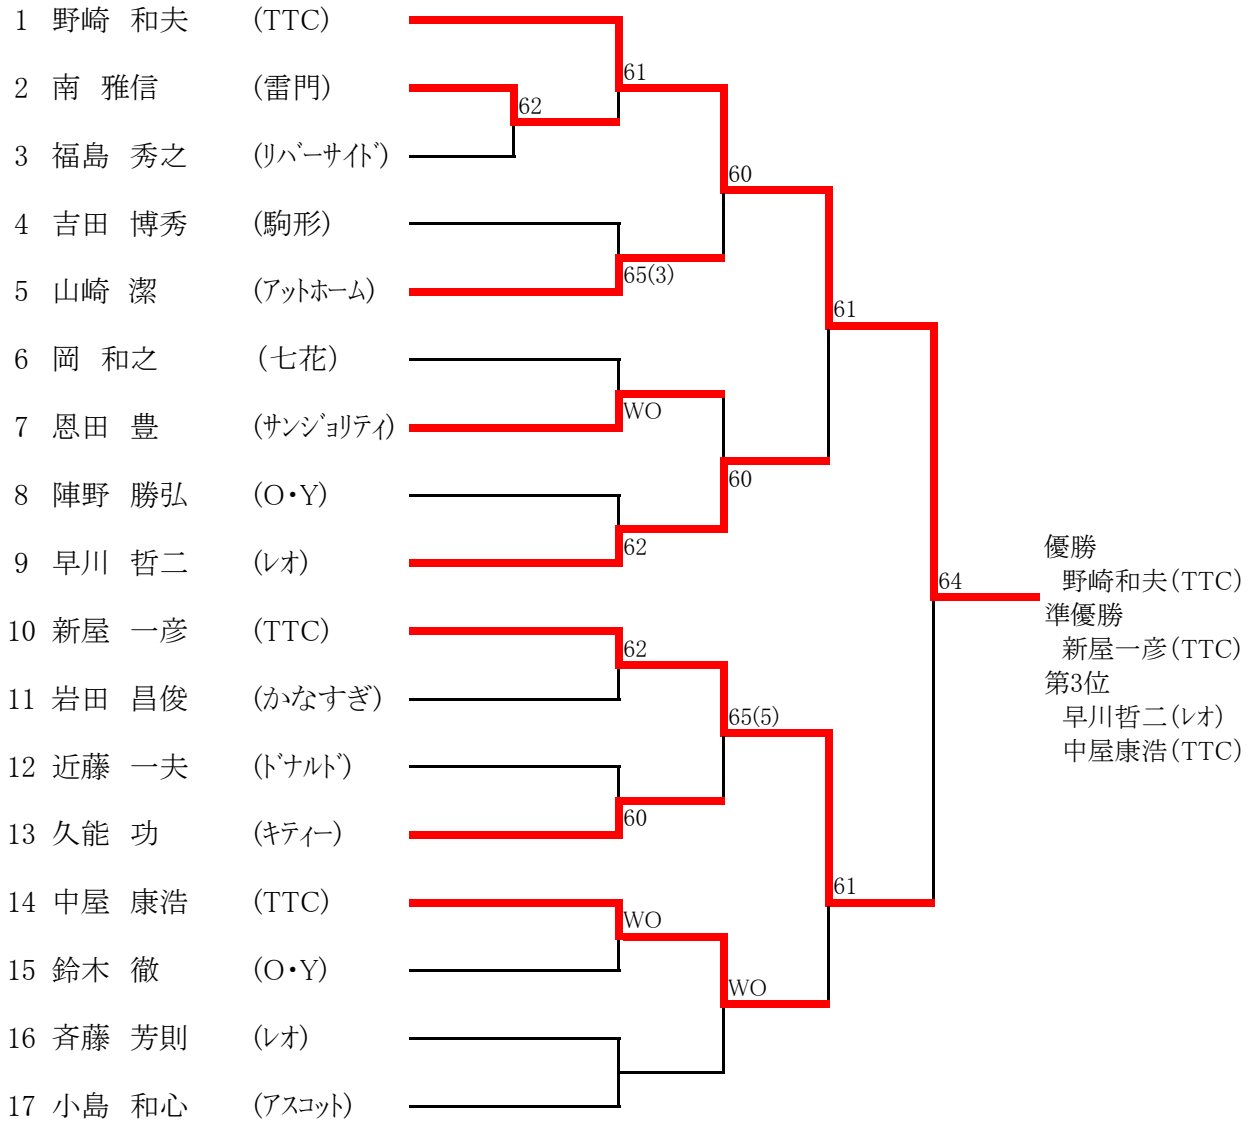 1 野崎 和夫 (TTC)
61
2 南 雅信 (雷門)
62
3 福島 秀之 (ﾘﾊﾞｰｻｲﾄﾞ)
60
4 吉田 博秀 (駒形)
65(3)
5 山崎 潔 (ｱｯﾄﾎｰﾑ)
61
6 岡 和之 (七花)
WO
7 恩田 豊 (ｻﾝｼﾞｮﾘﾃｨ)
60
8 陣野 勝弘 (O・Y)
62
9 早川 哲二 (ﾚｵ)
64
10 新屋 一彦 (TTC)
62
11 岩田 昌俊 (かなすぎ)
65(5)
12 近藤 一夫 (ﾄﾞﾅﾙﾄﾞ)
60
13 久能 功 (ｷﾃｨｰ)
61
14 中屋 康浩 (TTC)
WO
15 鈴木 徹 (O・Y)
WO
16 斉藤 芳則 (ﾚｵ)
17 小島 和心 (ｱｽｺｯﾄ)
優勝
野崎和夫(TTC)
準優勝
新屋一彦(TTC)
第3位
早川哲二(ﾚｵ)
中屋康浩(TTC)